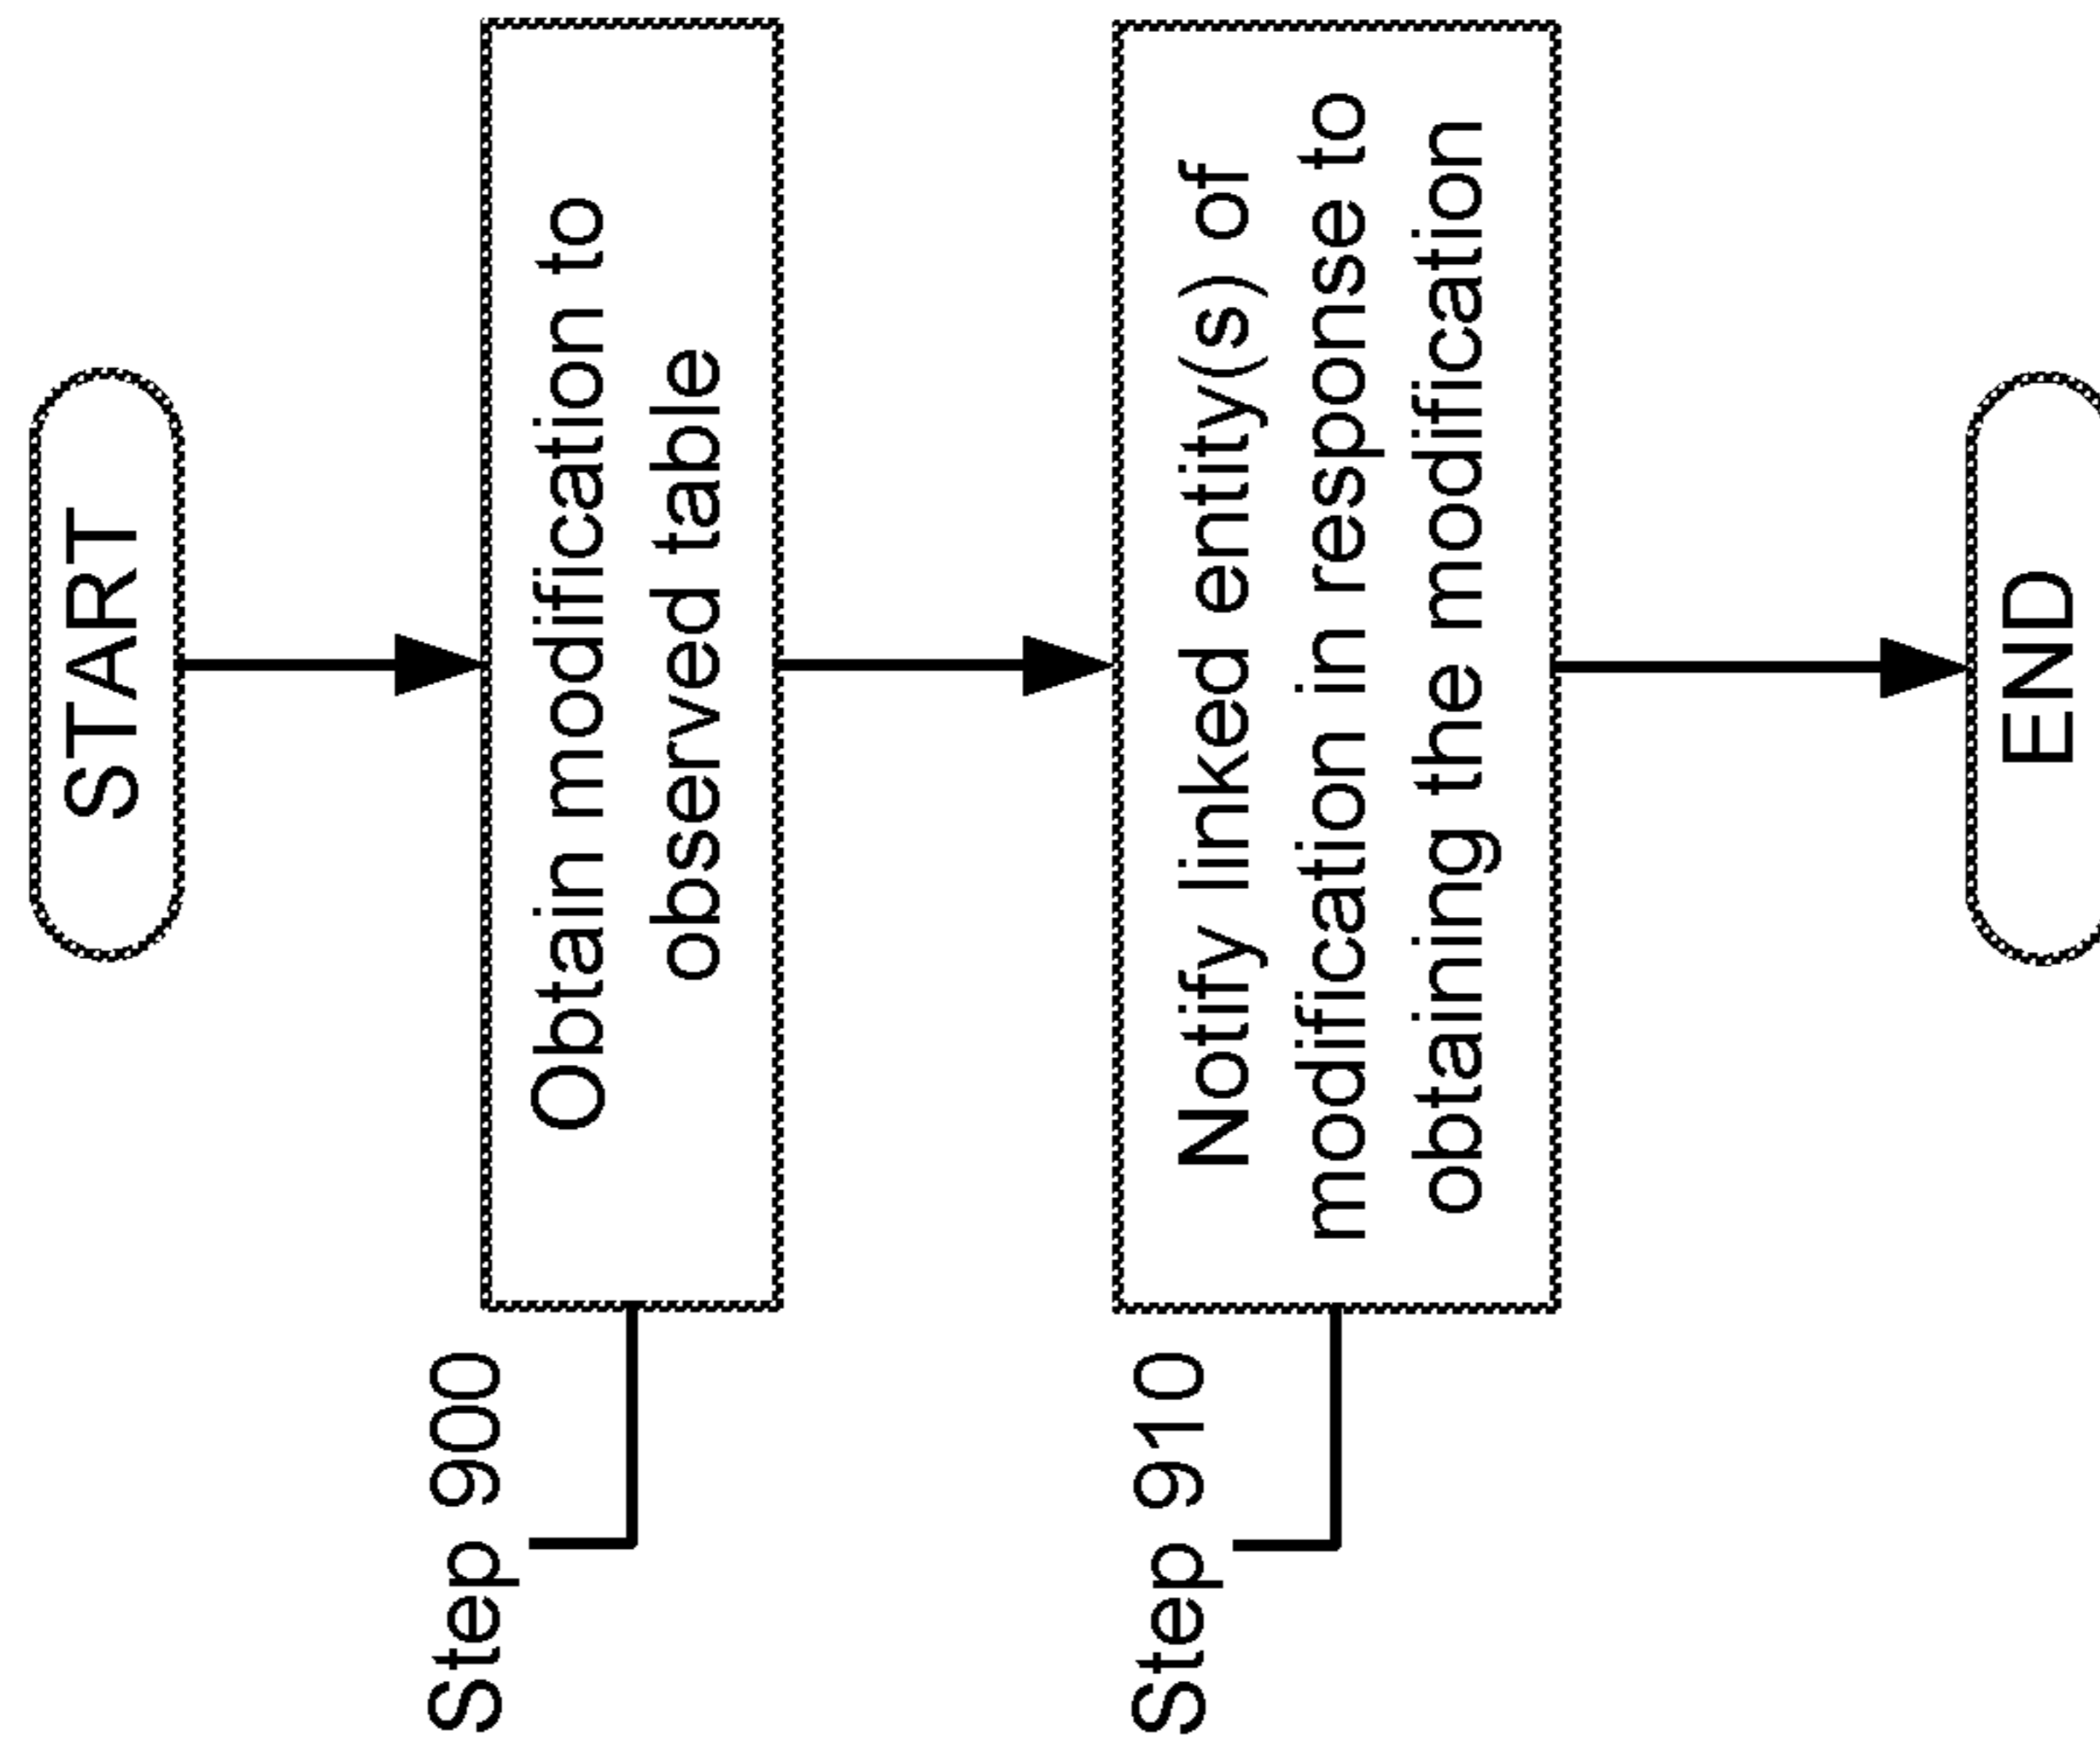 START
Step 900
Obtain modification to
observed table
Step 910
Notify linked entity(s) of
modification in response to
obtaining the modification
END